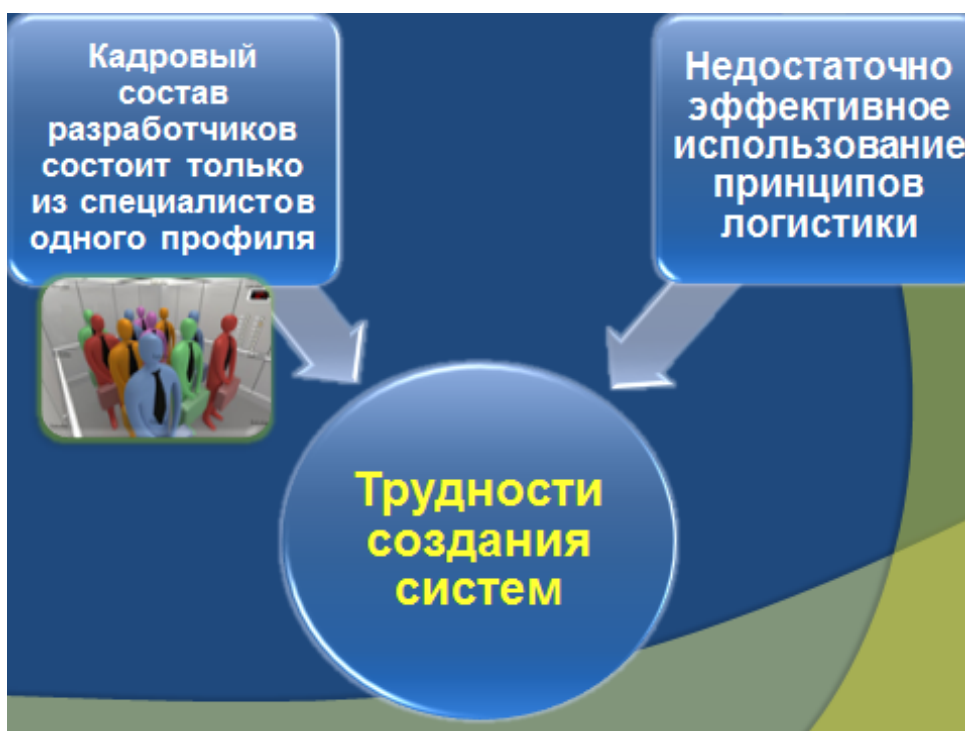 Кадровый
состав
разработчиков
состоит только
из специалистов
одного профиля
Недостаточно
эффективное
использование
принципов
логистики
Трудности
создания
систем